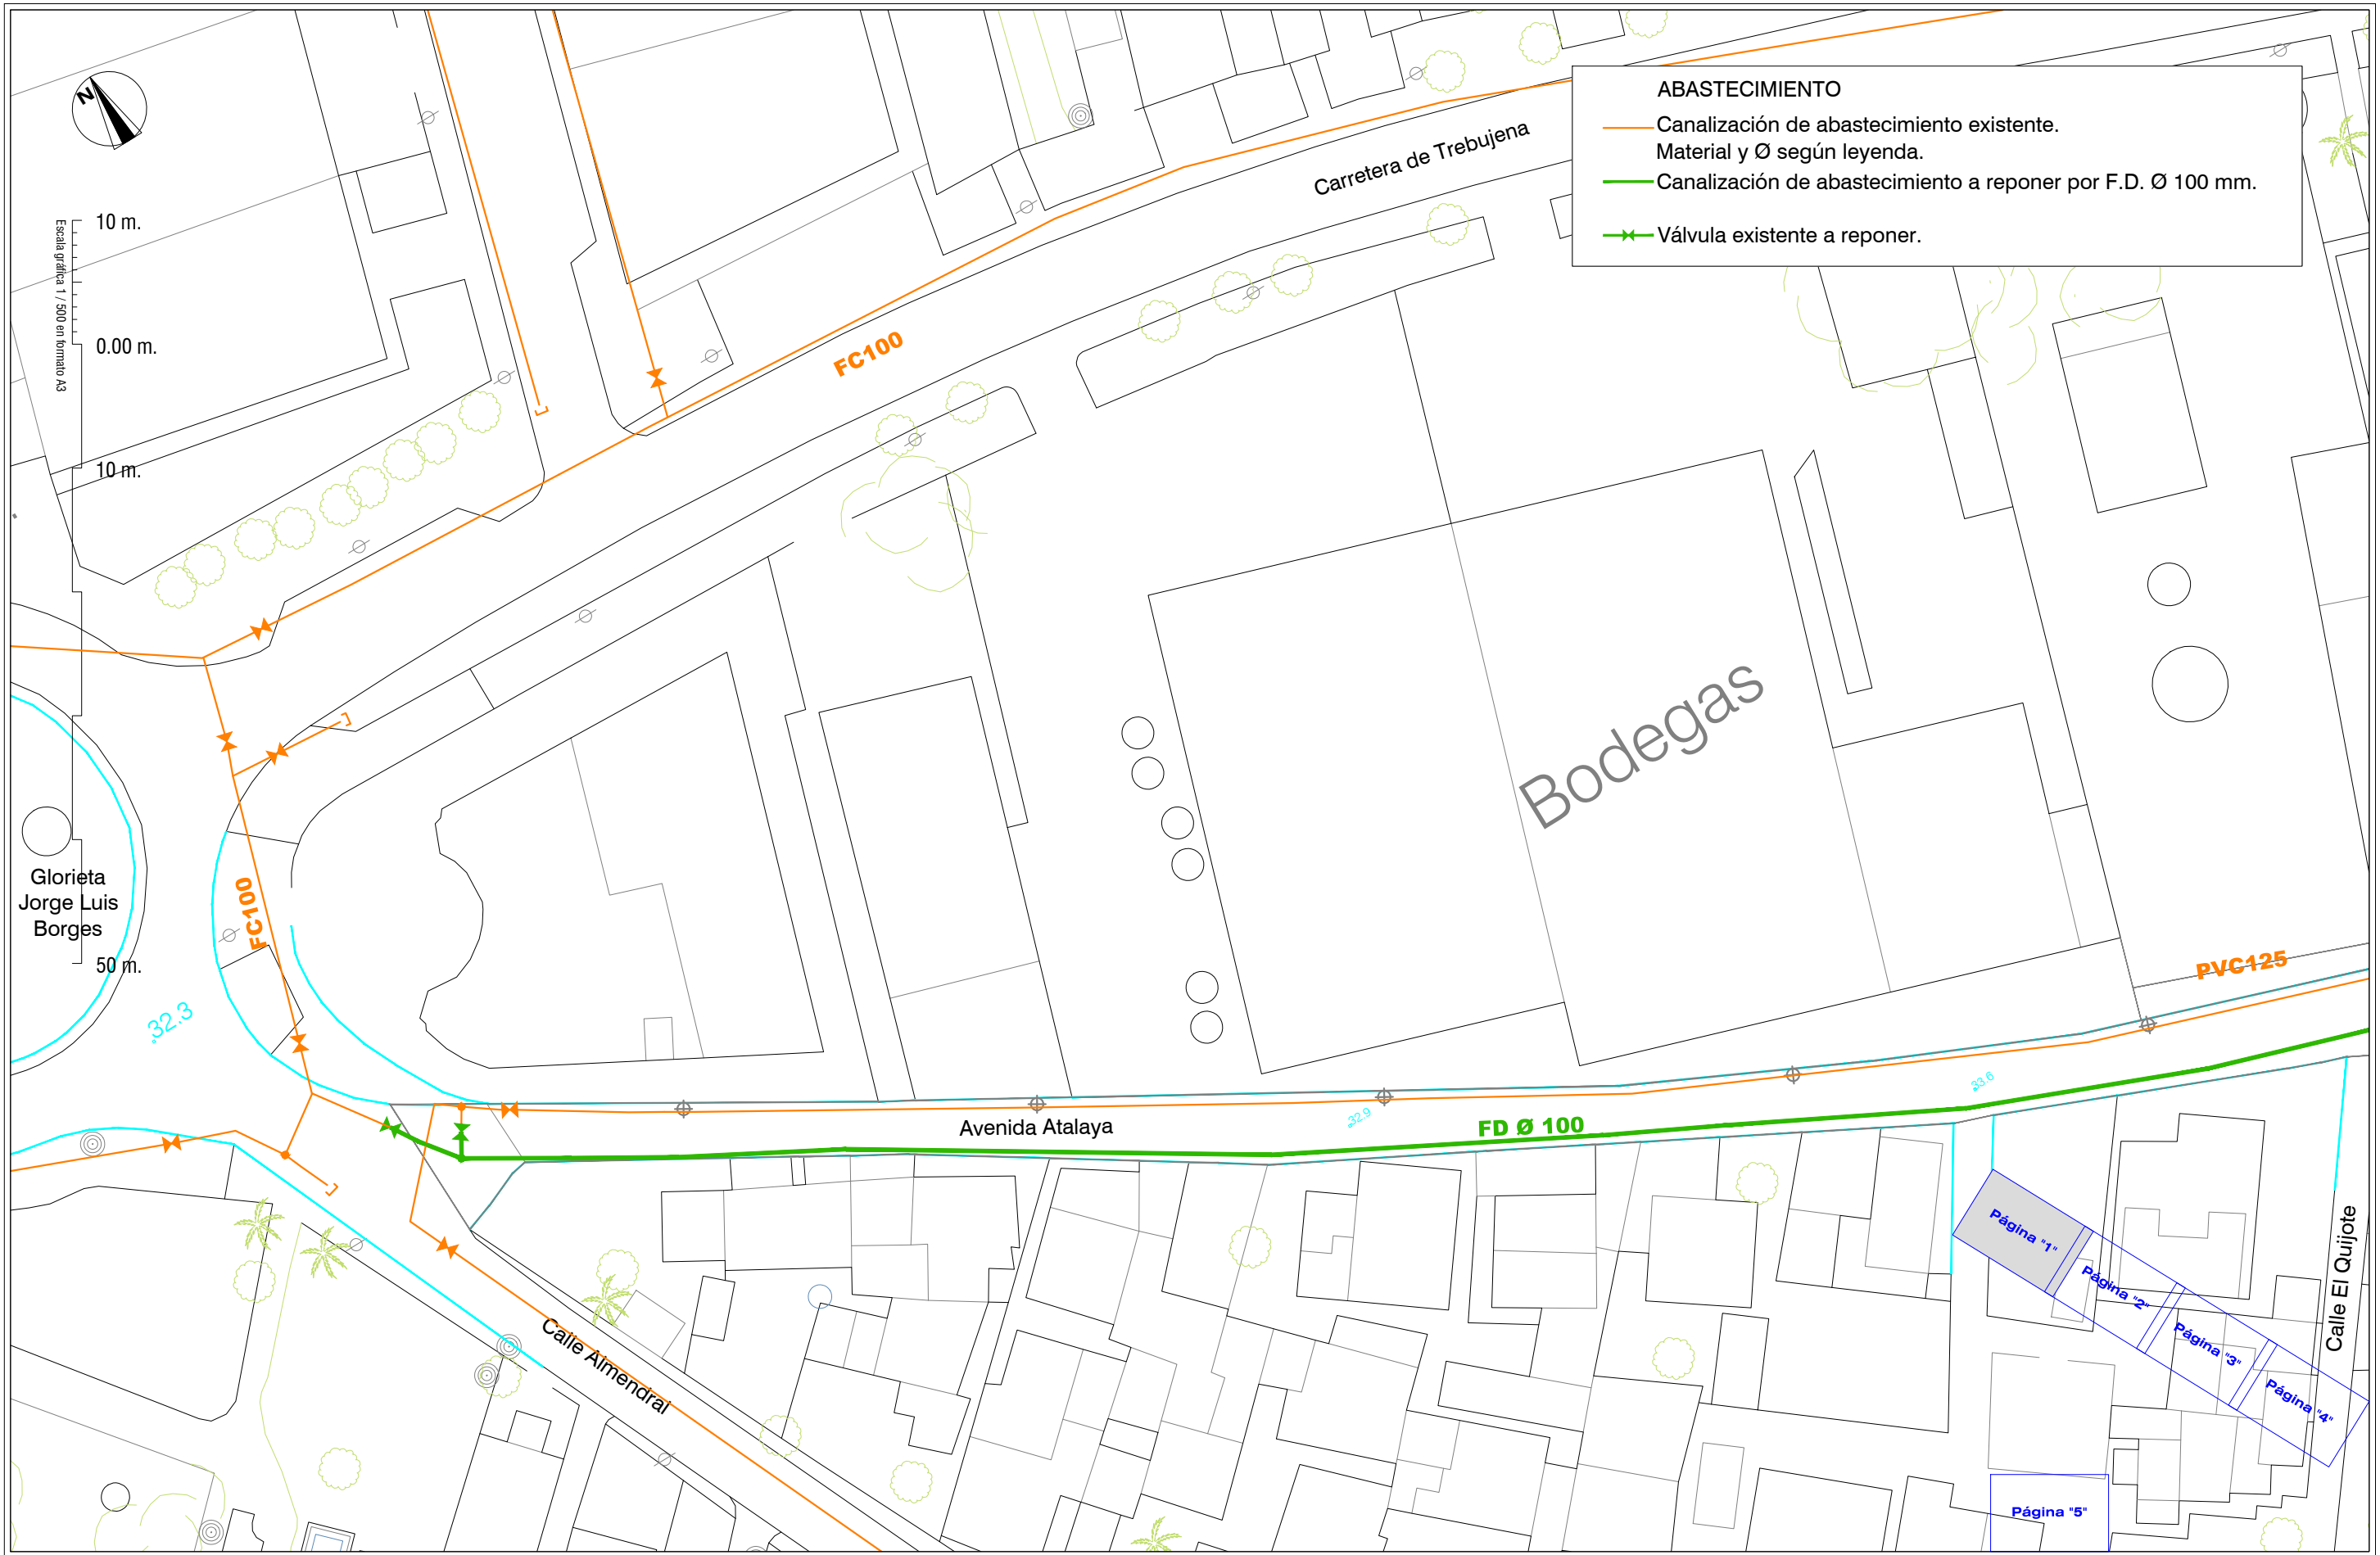 N
ABASTECIMIENTO
Canalización de abastecimiento existente.
Material y Ø según leyenda.
Canalización de abastecimiento a reponer por F.D. Ø 100 mm.
Válvula existente a reponer.
Carretera de Trebujena
10 m.
0.00 m.
10 m.
50 m.
Escala gráfica 1 / 500 en formato A3
FC100
Bodegas
Glorieta
Jorge Luis
Borges
FC100
32.3
PVC125
Avenida Atalaya
32.9
FD Ø 100
33.6
Calle Almendral
Calle El Quijote
Página "1"
Página "2"
Página "3"
Página "4"
Página "5"